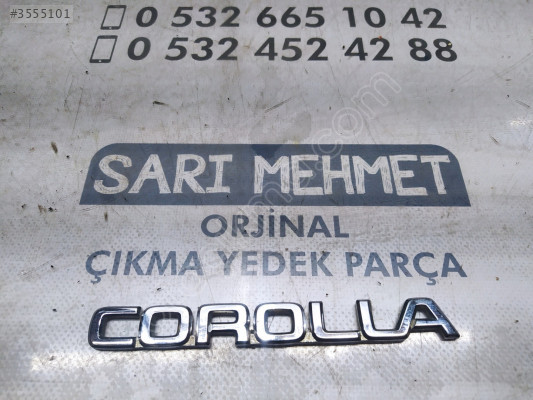 #3555101
0 532 665 10 42
0 532 452 42 88
SARI MEHMET
ORJİNAL
ÇIKMA YEDEK PARÇA
COROLLA